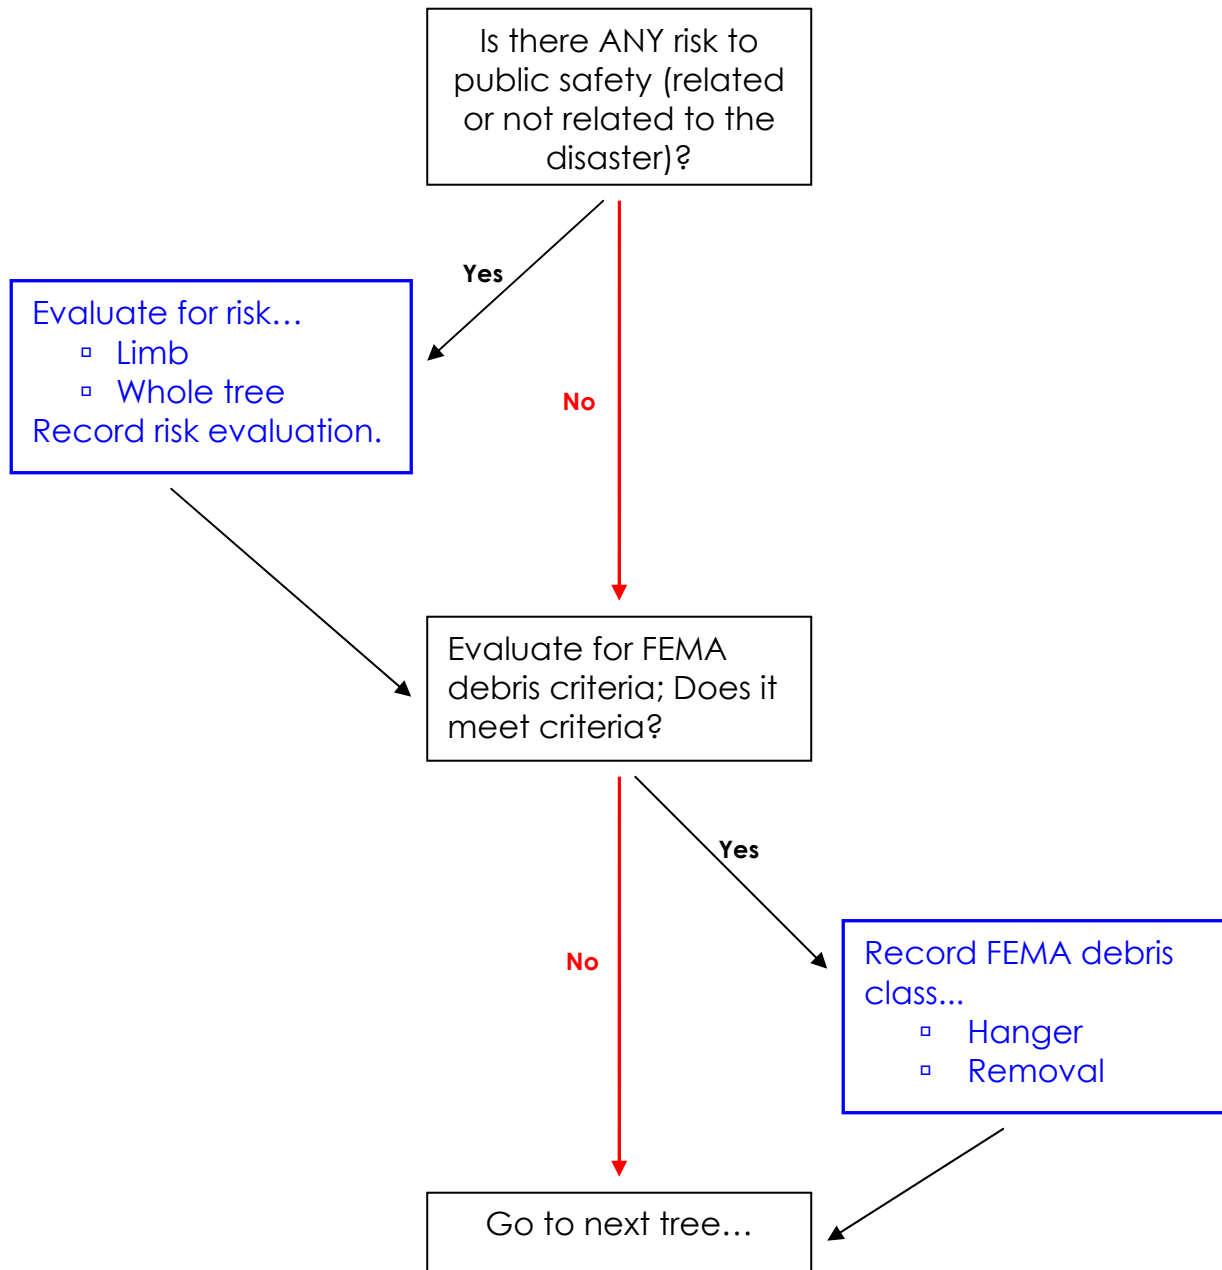 Is there ANY risk to
public safety (related
or not related to the
disaster)?
Yes
Evaluate for risk…
▫ Limb
▫ Whole tree
Record risk evaluation.
No
Evaluate for FEMA
debris criteria; Does it
meet criteria?
Yes
No
Record FEMA debris
class...
▫ Hanger
▫ Removal
Go to next tree…